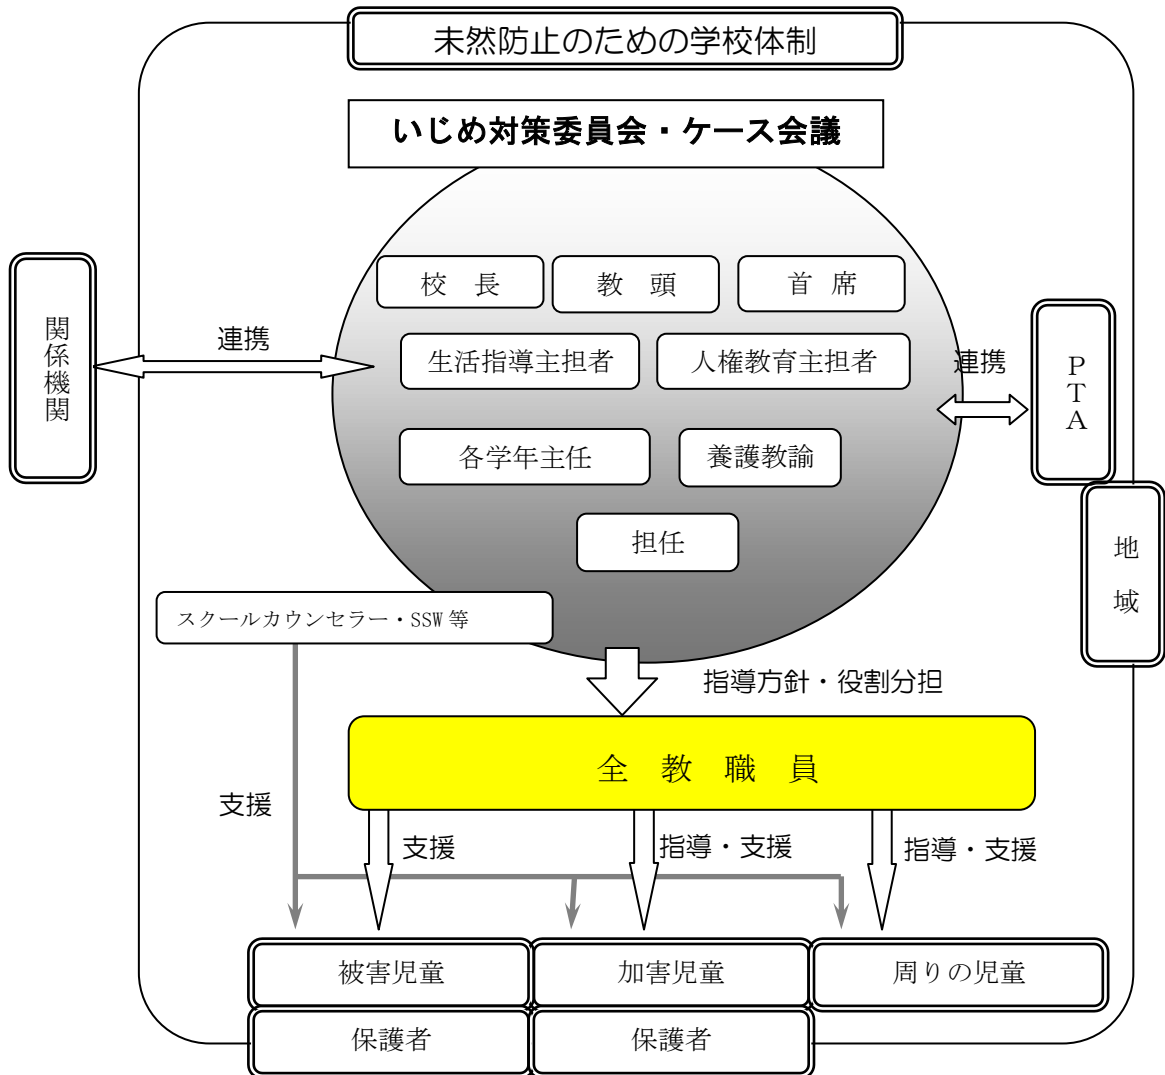 未然防止のための学校体制
いじめ対策委員会・ケース会議
校　長
教　頭
首 席
関係機関
連携
生活指導主担者
人権教育主担者
連携
PTA
各学年主任
養護教諭
地域
担任
スクールカウンセラー・SSW 等
指導方針・役割分担
全　教　職　員
支援
支援
指導・支援
指導・支援
被害児童
加害児童
周りの児童
保護者
保護者